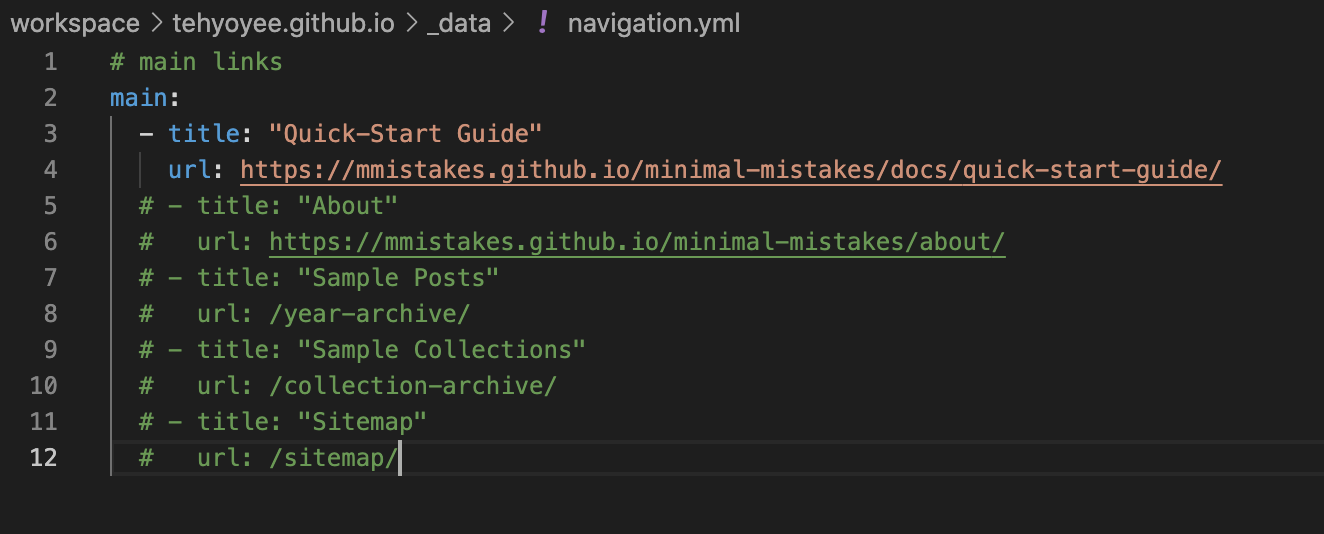 workspace > tehyoyee.github.io > _data > ! navigation.yml
1 # main links
2 main:
3   - title: "Quick-Start Guide"
4     url: https://mmistakes.github.io/minimal-mistakes/docs/quick-start-guide/
5   # - title: "About"
6   #   url: https://mmistakes.github.io/minimal-mistakes/about/
7   # - title: "Sample Posts"
8   #   url: /year-archive/
9   # - title: "Sample Collections"
10   #   url: /collection-archive/
11   # - title: "Sitemap"
12   #   url: /sitemap/